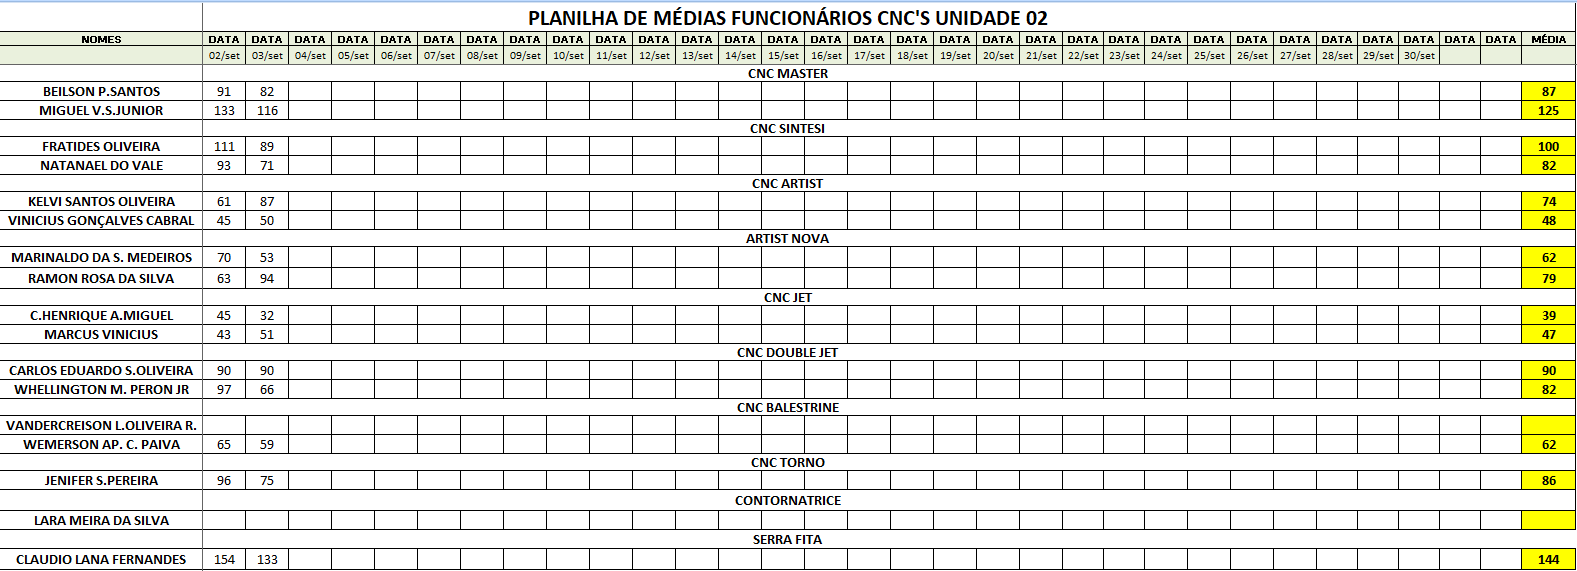 PLANILHA DE MÉDIAS FUNCIONÁRIOS CNC'S UNIDADE 02
NOMES DATA DATA DATA DATA DATA DATA DATA DATA DATA DATA DATA DATA DATA DATA DATA DATA DATA DATA DATA DATA DATA DATA DATA DATA DATA DATA DATA DATA DATA DATA DATA MÉDIA
02/set 03/set 04/set 05/set 06/set 07/set 08/set 09/set 10/set 11/set 12/set 13/set 14/set 15/set 16/set 17/set 18/set 19/set 20/set 21/set 22/set 23/set 24/set 25/set 26/set 27/set 28/set 29/set 30/set
CNC MASTER
BEILSON P.SANTOS 91 82 87
MIGUEL V.S.JUNIOR 133 116 125
CNC SINTESI
FRATIDES OLIVEIRA 111 89 100
NATANAEL DO VALE 93 71 82
CNC ARTIST
KELVI SANTOS OLIVEIRA 61 87 74
VINICIUS GONÇALVES CABRAL 45 50 48
ARTIST NOVA
MARINALDO DA S. MEDEIROS 70 53 62
RAMON ROSA DA SILVA 63 94 79
CNC JET
C.HENRIQUE A.MIGUEL 45 32 39
MARCUS VINICIUS 43 51 47
CNC DOUBLE JET
CARLOS EDUARDO S.OLIVEIRA 90 90 90
WHELLINGTON M. PERON JR 97 66 82
CNC BALESTRINE
VANDERCREISON L.OLIVEIRA R.
WEMERSON AP. C. PAIVA 65 59 62
CNC TORNO
JENIFER S.PEREIRA 96 75 86
CONTORNATRICE
LARA MEIRA DA SILVA
SERRA FITA
CLAUDIO LANA FERNANDES 154 133 144